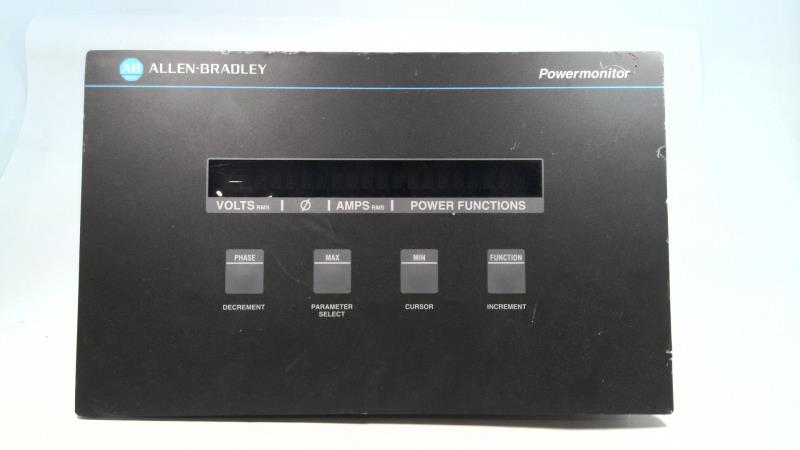 AB ALLEN-BRADLEY Powermonitor
VOLTS RMS | Ø | AMPS RMS | POWER FUNCTIONS
PHASE MAX MIN FUNCTION
DECREMENT PARAMETER SELECT CURSOR INCREMENT